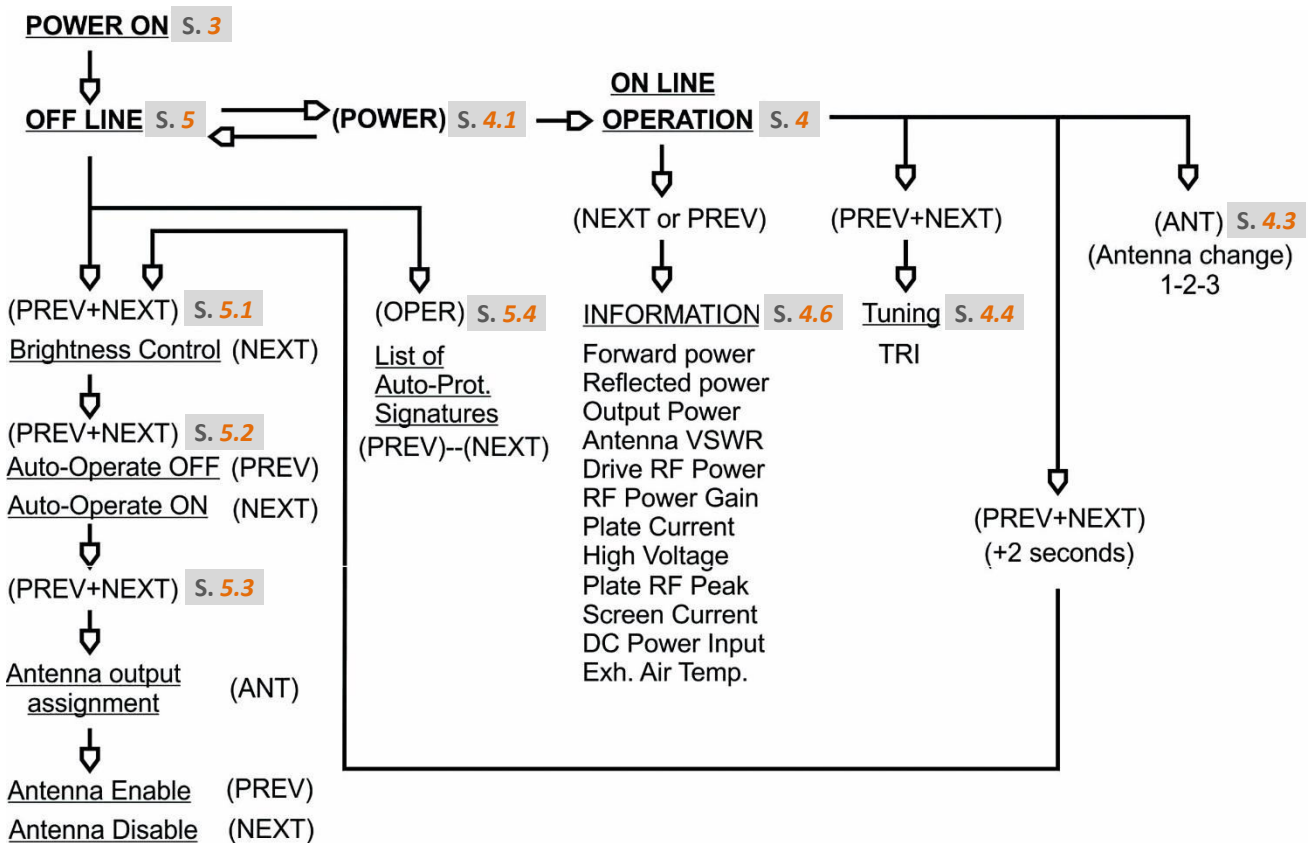 POWER ON S. 3
OFF LINE S. 5
(POWER) S. 4.1
ON LINE
OPERATION S. 4
(PREV+NEXT) S. 5.1
Brightness Control (NEXT)
(PREV+NEXT) S. 5.2
Auto-Operate OFF (PREV)
Auto-Operate ON (NEXT)
(PREV+NEXT) S. 5.3
Antenna output
assignment
(ANT)
Antenna Enable (PREV)
Antenna Disable (NEXT)
(OPER) S. 5.4
List of
Auto-Prot.
Signatures
(PREV)--(NEXT)
(NEXT or PREV)
INFORMATION S. 4.6
Forward power
Reflected power
Output Power
Antenna VSWR
Drive RF Power
RF Power Gain
Plate Current
High Voltage
Plate RF Peak
Screen Current
DC Power Input
Exh. Air Temp.
(PREV+NEXT)
Tuning S. 4.4
TRI
(PREV+NEXT)
(+2 seconds)
(ANT) S. 4.3
(Antenna change)
1-2-3